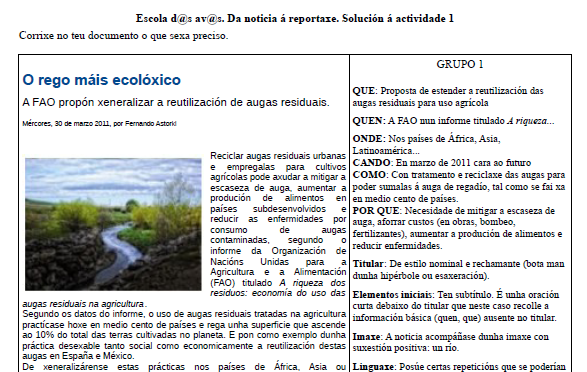 Escola d@s av@s. Da noticia á reportaxe. Solución á actividade 1
Corrixe no teu documento o que sexa preciso.
O rego máis ecolóxico
A FAO propón xeneralizar a reutilización de augas residuais.
Mércores, 30 de marzo 2011, por Fernando Astorki
Reciclar augas residuais urbanas
e empregalas para cultivos
agrícolas pode axudar a mitigar a
escaseza de auga, aumentar a
produción de alimentos en
países subdesenvolvidos e
reducir as enfermidades por
consumo de augas
contaminadas, segundo o
informe da Organización de
Nacións Unidas para a
Agricultura e a Alimentación
(FAO) titulado A riqueza dos
residuos: economía do uso das
augas residuais na agricultura.
Segundo os datos do informe, o uso de augas residuais tratadas na agricultura
practícase hoxe en medio cento de países e rega unha superficie que ascende
ao 10% do total das terras cultivadas no planeta. E pon como exemplo dunha
práctica desexable tanto social como economicamente a reutilización destas
augas en España e México.
De xeneralizárense estas prácticas nos países de África, Asia ou
GRUPO 1
QUE: Proposta de estender a reutilización das
augas residuais para uso agrícola
QUEN: A FAO nun informe titulado A riqueza...
ONDE: Nos países de África, Asia,
Latinoamérica...
CANDO: En marzo de 2011 cara ao futuro
COMO: Con tratamento e reciclaxe das augas para
poder sumalas á auga de regadío, tal como se fai xa
en medio cento de países.
POR QUE: Necesidade de mitigar a escaseza de
auga, aforrar custos (en obras, bombeo,
fertilizantes), aumentar a produción de alimentos e
reducir enfermidades.
Titular: De estilo nominal e rechamante (bota man
dunha hipérbole ou esaxeración).
Elementos iniciais: Ten subtítulo. É unha oración
curta debaixo do titular que neste caso recolle a
información básica (quen, que) ausente no titular.
Imaxe: A noticia acompáñase dunha imaxe con
suxestión positiva: un río.
Linguaxe: Posúe certas repeticións que se poderían